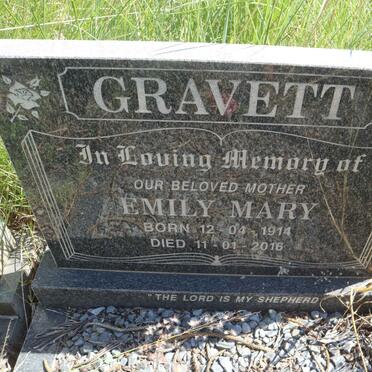 GRAVETT
In Loving Memory of
OUR BELOVED MOTHER
EMILY MARY
BORN 12-04-1914
DIED 11-01-2016
"THE LORD IS MY SHEPHERD